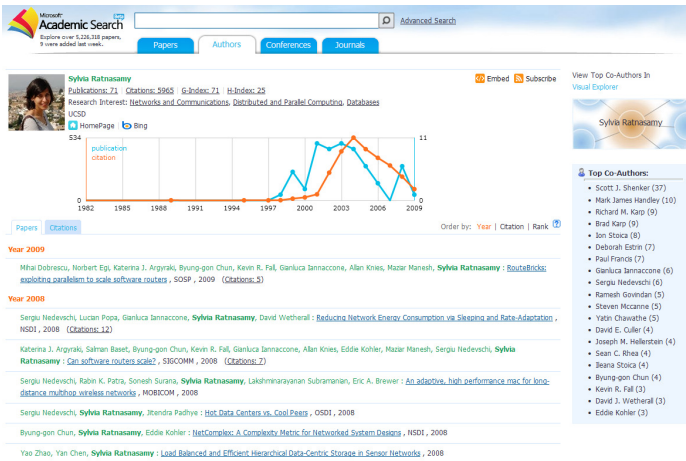 Microsoft
Academic Search
Beta
Explore over 5,226,318 papers,
9 were added last week.
Advanced Search
Papers
Authors
Conferences
Journals
Sylvia Ratnasamy
Publications: 71 | Citations: 5965 | G-Index: 71 | H-Index: 25
Research Interest: Networks and Communications, Distributed and Parallel Computing, Databases
UCSD
HomePage | Bing
Embed Subscribe
534
publication
citation
0
11
0
1982 1985 1988 1991 1994 1997 2000 2003 2006 2009
Papers Citations
Order by: Year | Citation | Rank ?
Year 2009
Mihai Dobrescu, Norbert Egi, Katerina J. Argyraki, Byung-gon Chun, Kevin R. Fall, Gianluca Iannaccone, Allan Knies, Maziar Manesh, Sylvia Ratnasamy : RouteBricks:
exploiting parallelism to scale software routers , SOSP , 2009 (Citations: 5)
Year 2008
Sergiu Nedevschi, Lucian Popa, Gianluca Iannaccone, Sylvia Ratnasamy, David Wetherall : Reducing Network Energy Consumption via Sleeping and Rate-Adaptation ,
NSDI , 2008 (Citations: 12)
Katerina J. Argyraki, Salman Baset, Byung-gon Chun, Kevin R. Fall, Gianluca Iannaccone, Allan Knies, Eddie Kohler, Maziar Manesh, Sergiu Nedevschi, Sylvia
Ratnasamy : Can software routers scale? , SIGCOMM , 2008 (Citations: 7)
Sergiu Nedevschi, Rabin K. Patra, Sonesh Surana, Sylvia Ratnasamy, Lakshminarayanan Subramanian, Eric A. Brewer : An adaptive, high performance mac for long-
distance multihop wireless networks , MOBICOM , 2008
Sergiu Nedevschi, Sylvia Ratnasamy, Jitendra Padhye : Hot Data Centers vs. Cool Peers , OSDI , 2008
Byung-gon Chun, Sylvia Ratnasamy, Eddie Kohler : NetComplex: A Complexity Metric for Networked System Designs , NSDI , 2008
Yao Zhao, Yan Chen, Sylvia Ratnasamy : Load Balanced and Efficient Hierarchical Data-Centric Storage in Sensor Networks , 2008
View Top Co-Authors In
Visual Explorer
Sylvia Ratnasamy
Top Co-Authors:
Scott J. Shenker (37)
Mark James Handley (10)
Richard M. Karp (9)
Brad Karp (9)
Ion Stoica (8)
Deborah Estrin (7)
Paul Francis (7)
Gianluca Iannaccone (6)
Sergiu Nedevschi (6)
Ramesh Govindan (5)
Steven Mccanne (5)
Yatin Chawathe (5)
David E. Culler (4)
Joseph M. Hellerstein (4)
Sean C. Rhea (4)
Ileana Stoica (4)
Byung-gon Chun (4)
Kevin R. Fall (3)
David J. Wetherall (3)
Eddie Kohler (3)